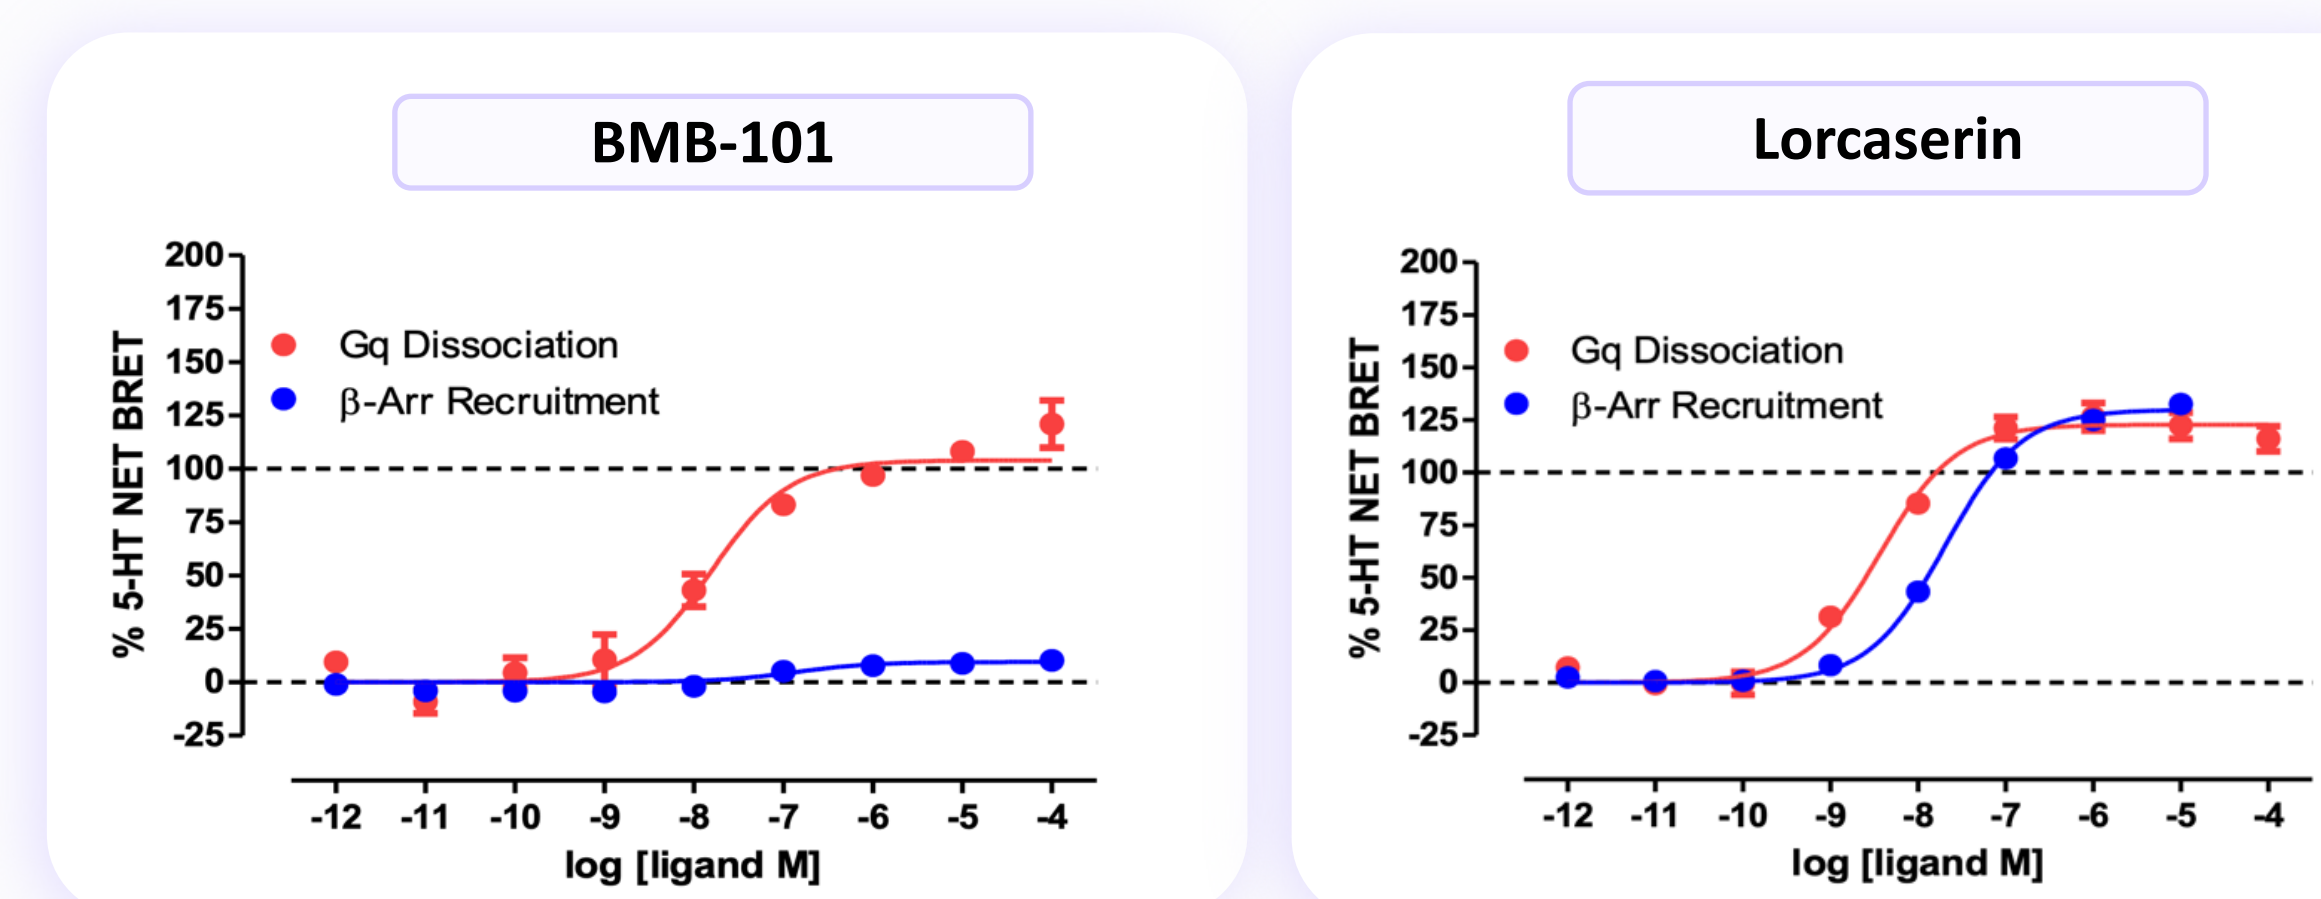 BMB-101
200
175
150
125
100
75
50
25
0
-25
% 5-HT NET BRET
Gq Dissociation
β-Arr Recruitment
-12 -11 -10 -9 -8 -7 -6 -5 -4
log [ligand M]
Lorcaserin
200
175
150
125
100
75
50
25
0
-25
% 5-HT NET BRET
Gq Dissociation
β-Arr Recruitment
-12 -11 -10 -9 -8 -7 -6 -5 -4
log [ligand M]